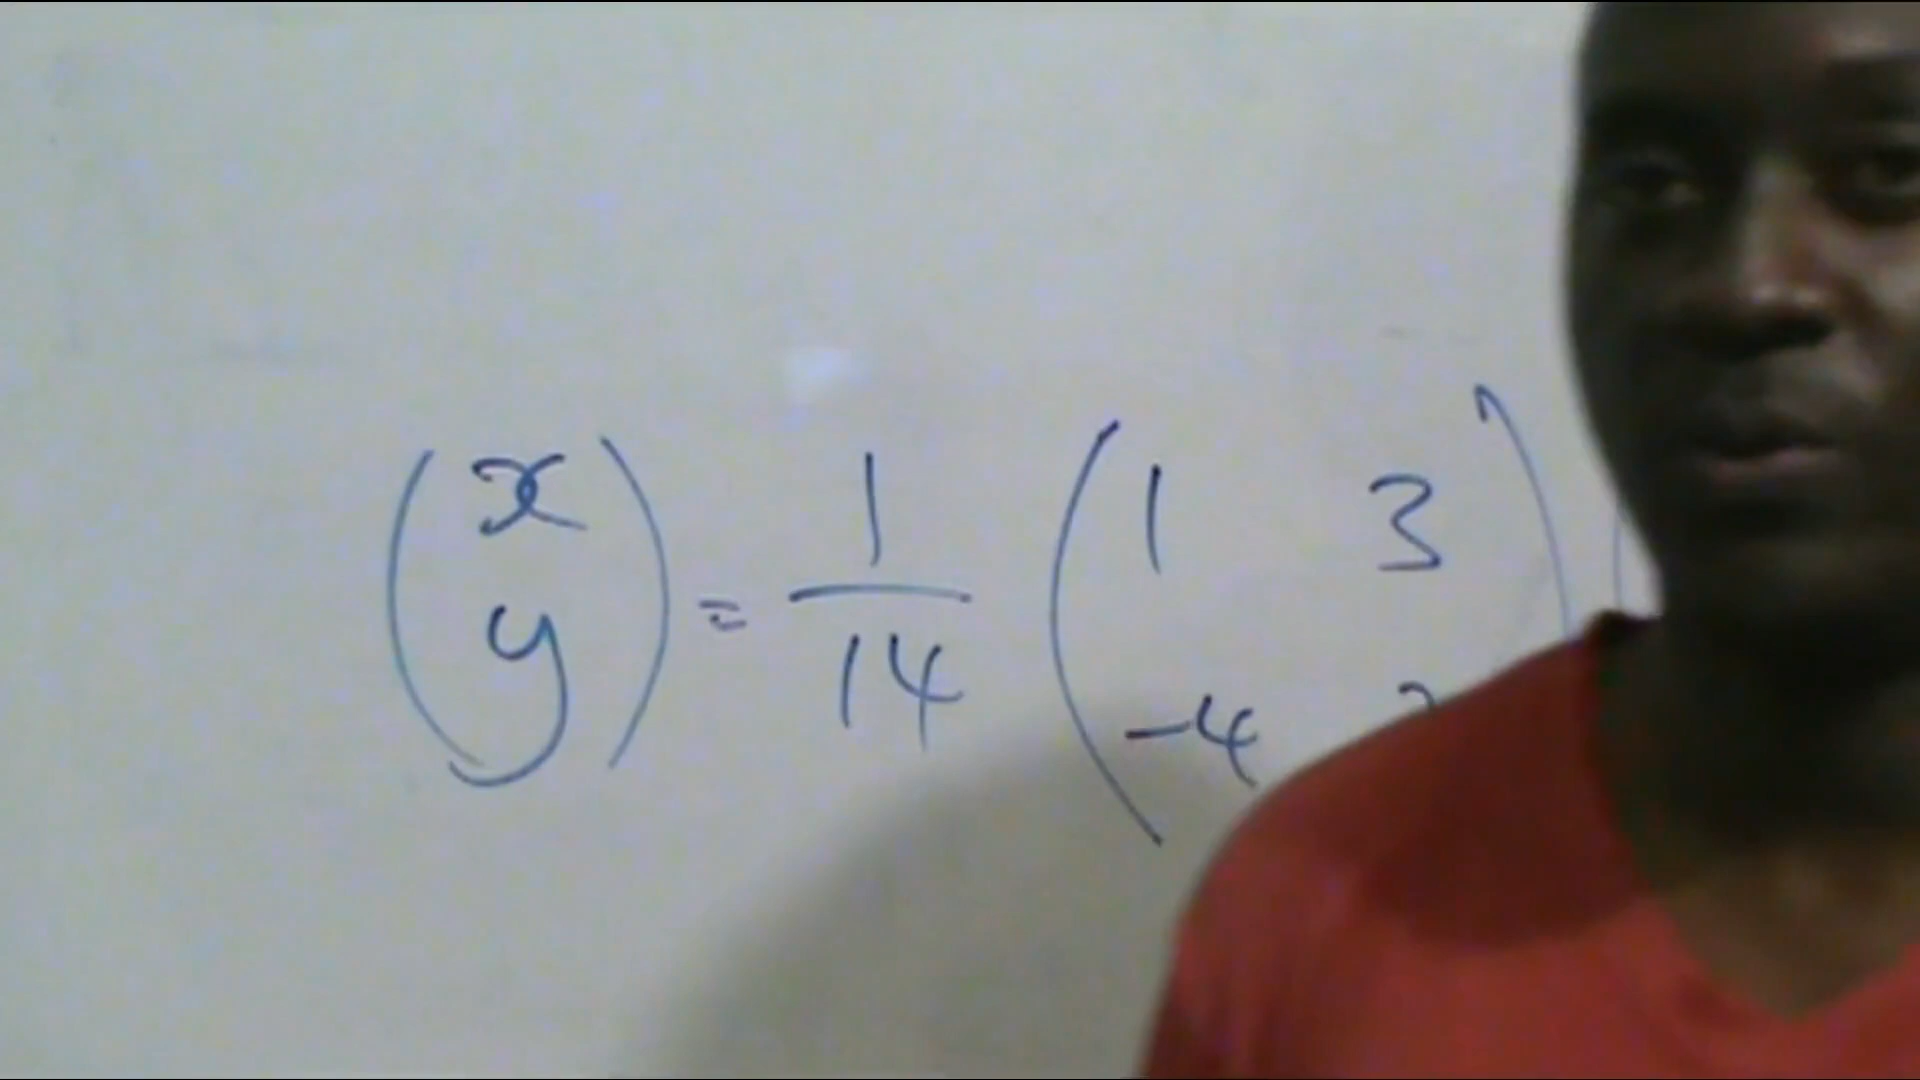 (x y) = 1/14 (1 3
-4